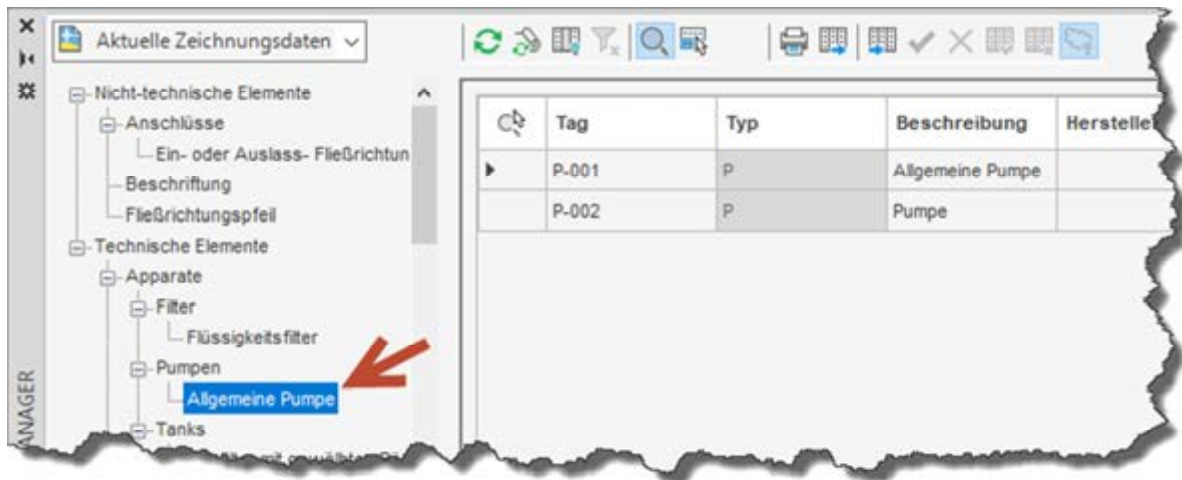 Aktuelle Zeichnungsdaten
Nicht-technische Elemente
Anschlüsse
Ein- oder Auslass- Fließrichtun
Beschriftung
Fließrichtungspfeil
Technische Elemente
Apparate
Filter
Flüssigkeitsfilter
Pumpen
Allgemeine Pumpe
Tanks
ANAGER
Tag Typ Beschreibung Hersteller
P-001 P Allgemeine Pumpe
P-002 P Pumpe